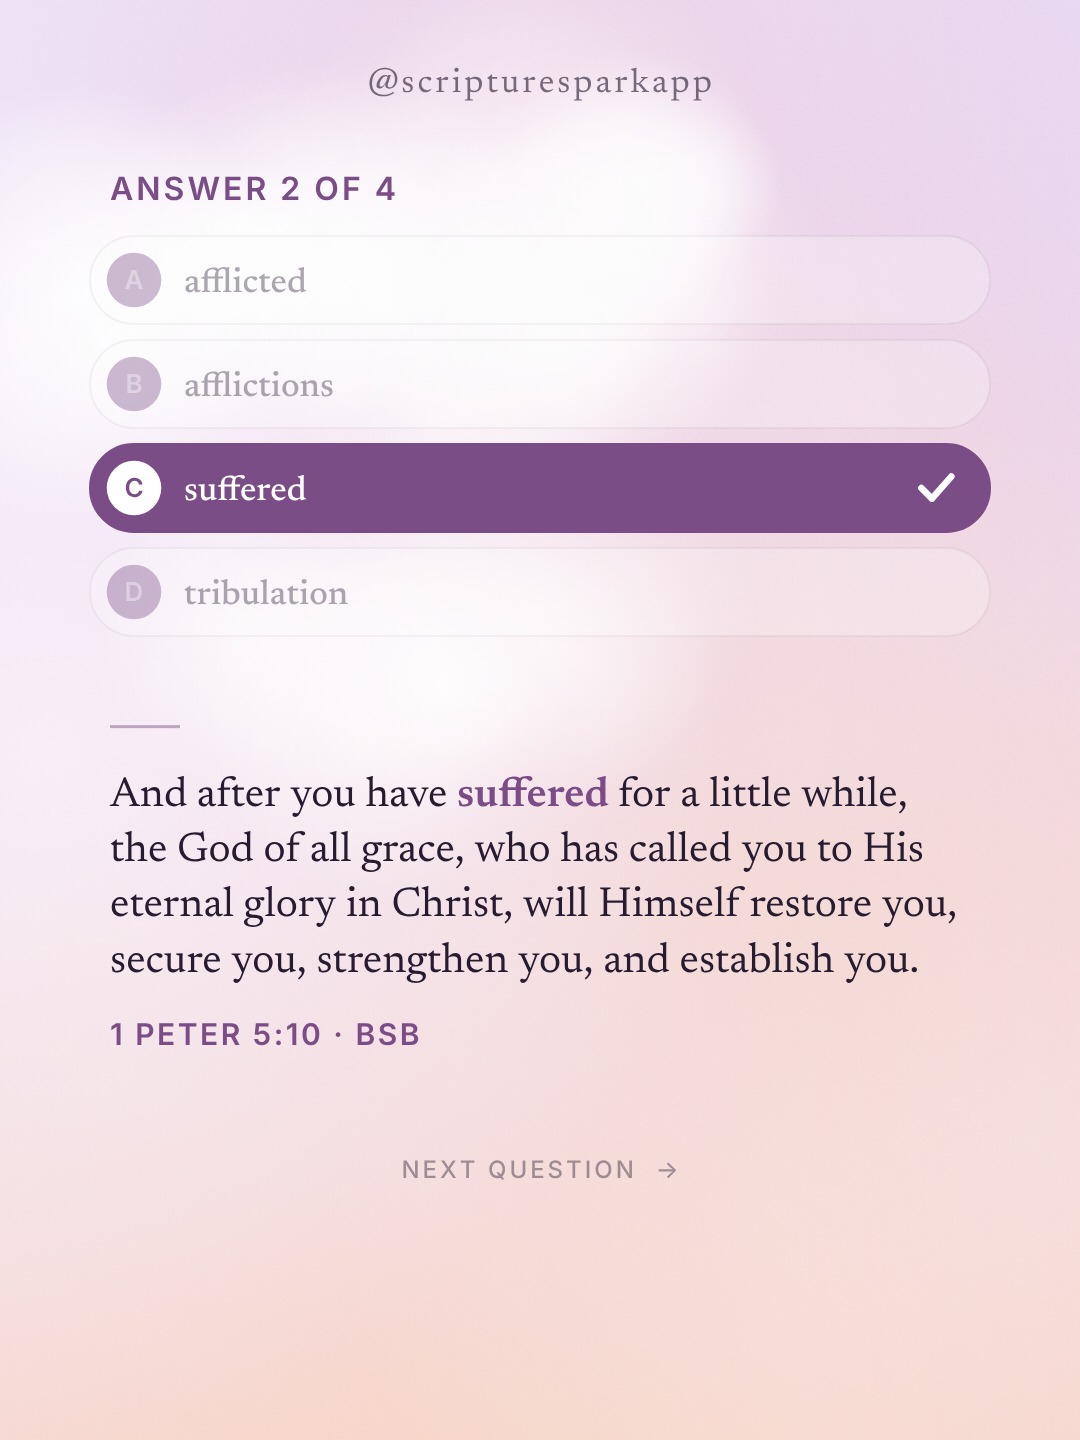 @scripturesparkapp
ANSWER 2 OF 4
A afflicted
B afflictions
C suffered
D tribulation
And after you have suffered for a little while,
the God of all grace, who has called you to His
eternal glory in Christ, will Himself restore you,
secure you, strengthen you, and establish you.
1 PETER 5:10 · BSB
NEXT QUESTION →